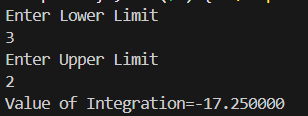 Enter Lower Limit
3
Enter Upper Limit
2
Value of Integration=-17.250000